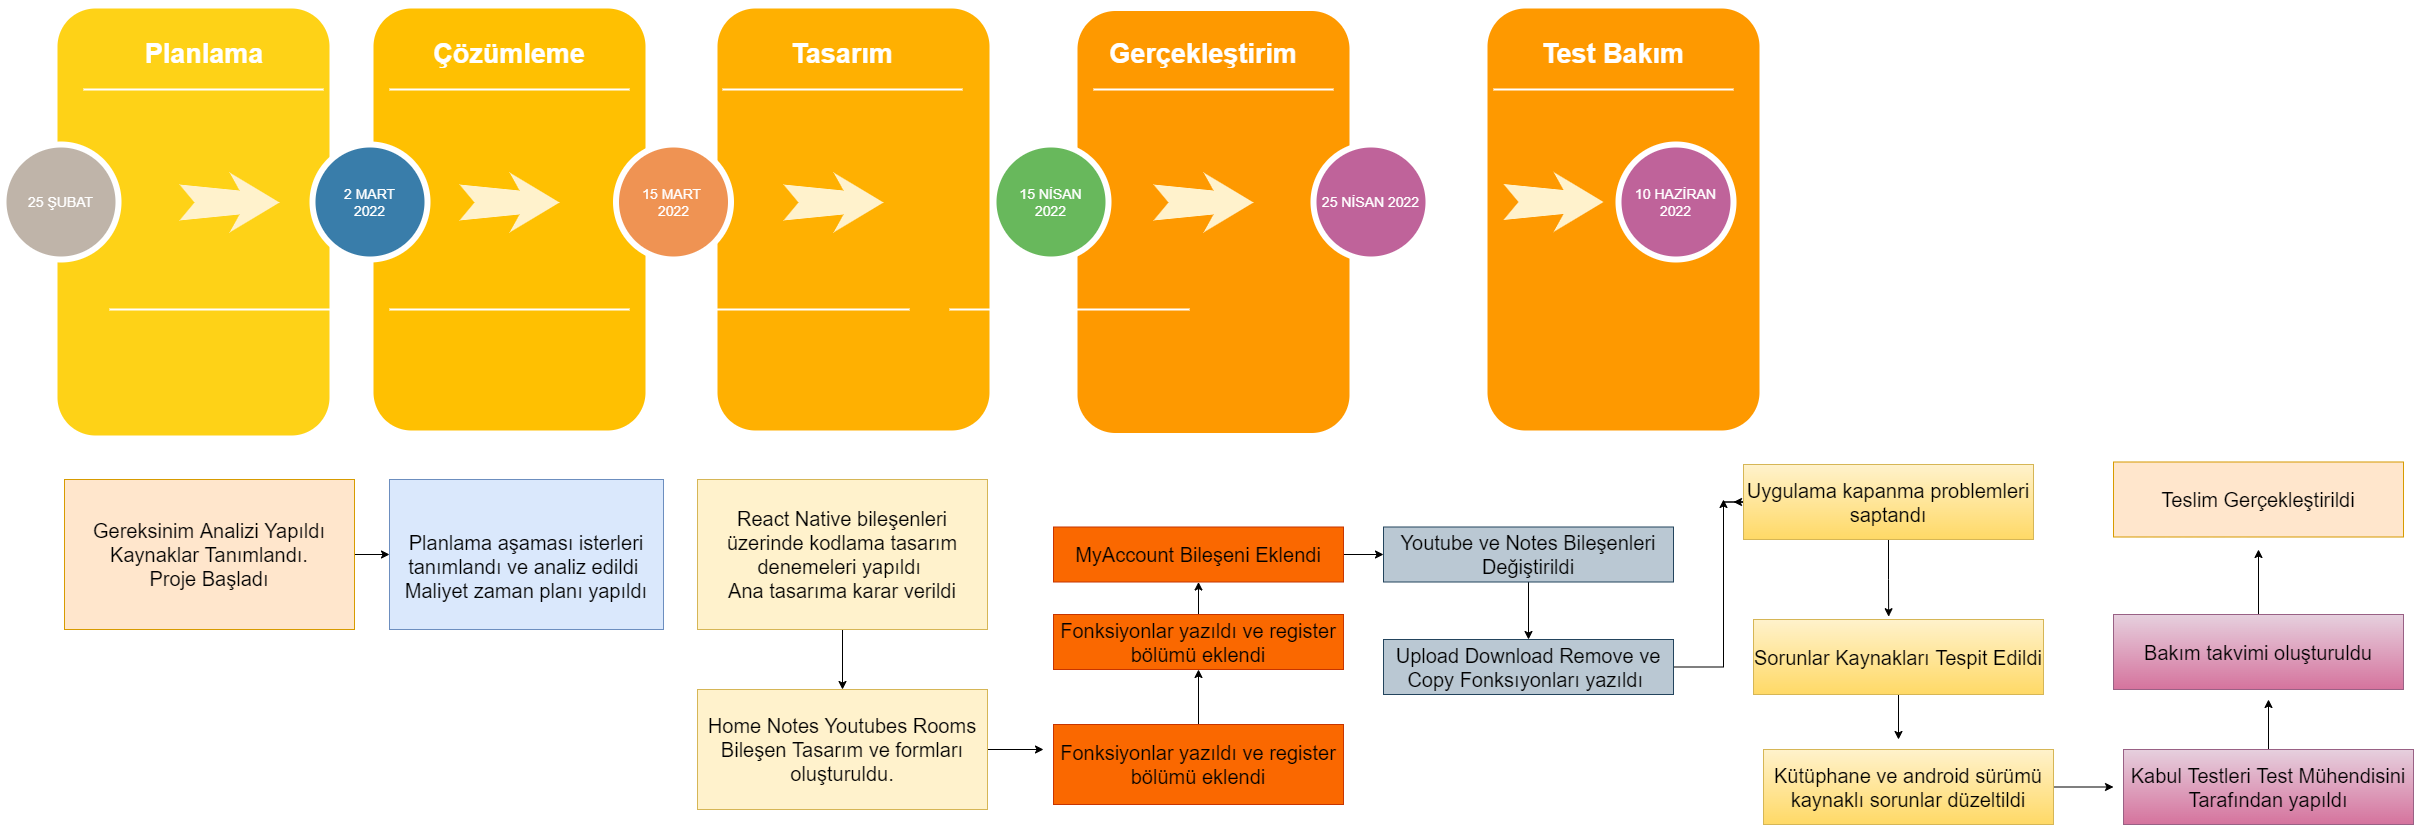 Planlama
Çözümleme
Tasarım
Gerçekleştirim
Test Bakım
25 ŞUBAT
2 MART
2022
15 MART
2022
15 NİSAN
2022
25 NİSAN 2022
10 HAZİRAN
2022
Gereksinim Analizi Yapıldı
Kaynaklar Tanımlandı.
Proje Başladı
Planlama aşaması isterleri
tanımlandı ve analiz edildi
Maliyet zaman planı yapıldı
React Native bileşenleri
üzerinde kodlama tasarım
denemeleri yapıldı
Ana tasarıma karar verildi
Home Notes Youtubes Rooms
Bileşen Tasarım ve formları
oluşturuldu.
MyAccount Bileşeni Eklendi
Fonksiyonlar yazıldı ve register
bölümü eklendi
Fonksiyonlar yazıldı ve register
bölümü eklendi
Youtube ve Notes Bileşenleri
Değiştirildi
Upload Download Remove ve
Copy Fonksıyonları yazıldı
Uygulama kapanma problemleri
saptandı
Sorunlar Kaynakları Tespit Edildi
Kütüphane ve android sürümü
kaynaklı sorunlar düzeltildi
Teslim Gerçekleştirildi
Bakım takvimi oluşturuldu
Kabul Testleri Test Mühendisini
Tarafından yapıldı